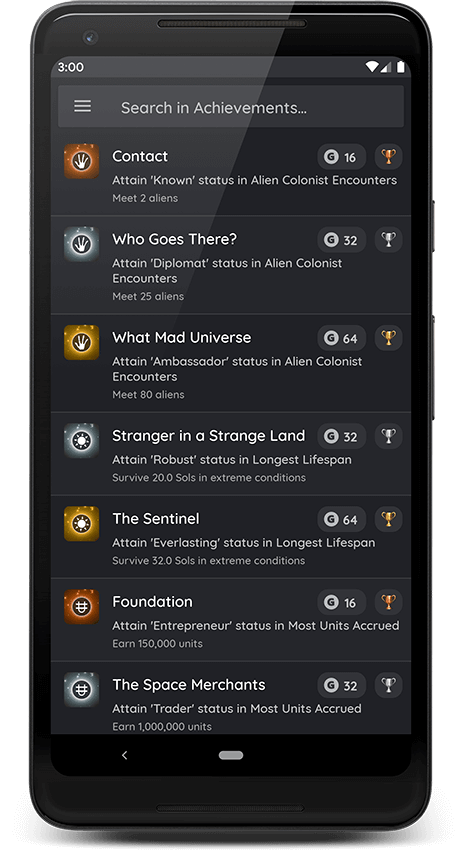 3:00
Search in Achievements...
Contact
G 16
Attain 'Known' status in Alien Colonist Encounters
Meet 2 aliens
Who Goes There?
G 32
Attain 'Diplomat' status in Alien Colonist
Encounters
Meet 25 aliens
What Mad Universe
G 64
Attain 'Ambassador' status in Alien Colonist
Encounters
Meet 80 aliens
Stranger in a Strange Land
G 32
Attain 'Robust' status in Longest Lifespan
Survive 20.0 Sols in extreme conditions
The Sentinel
G 64
Attain 'Everlasting' status in Longest Lifespan
Survive 32.0 Sols in extreme conditions
Foundation
G 16
Attain 'Entrepreneur' status in Most Units Accrued
Earn 150,000 units
The Space Merchants
G 32
Attain 'Trader' status in Most Units Accrued
Earn 1,000,000 units